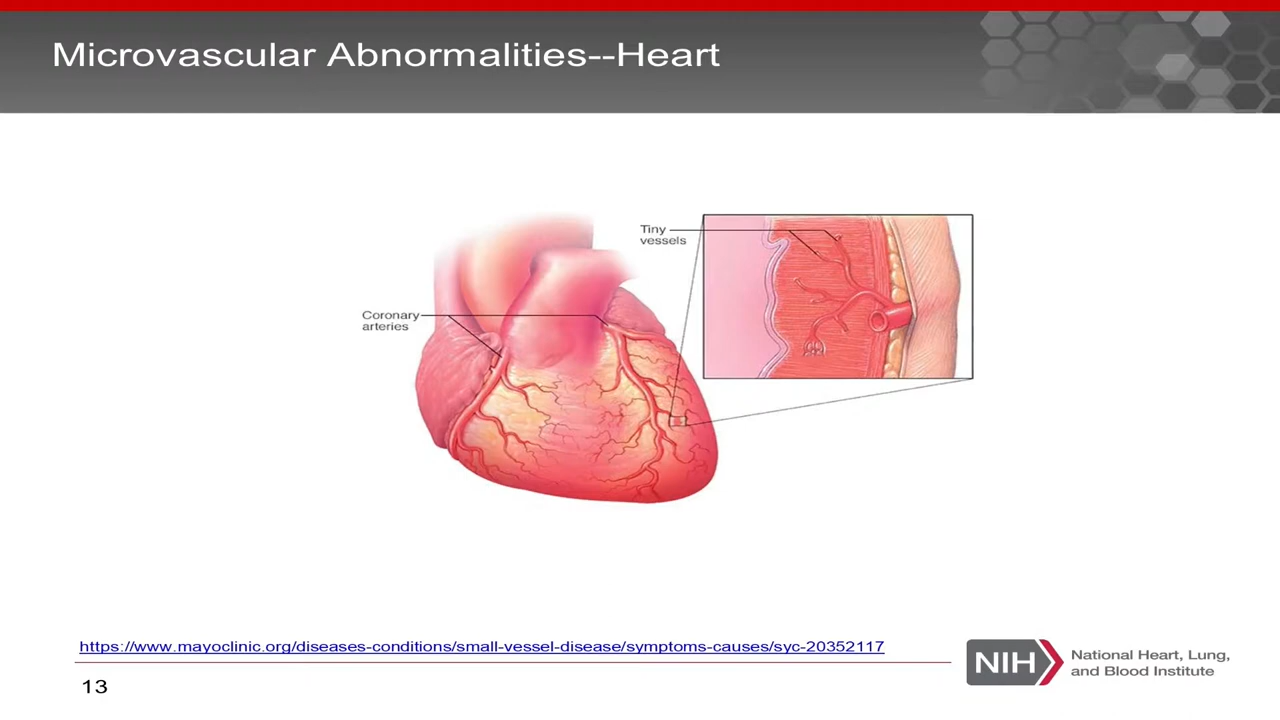 Microvascular Abnormalities--Heart
Tiny
vessels
Coronary
arteries
https://www.mayoclinic.org/diseases-conditions/small-vessel-disease/symptoms-causes/syc-20352117
13
NIH
National Heart, Lung,
and Blood Institute